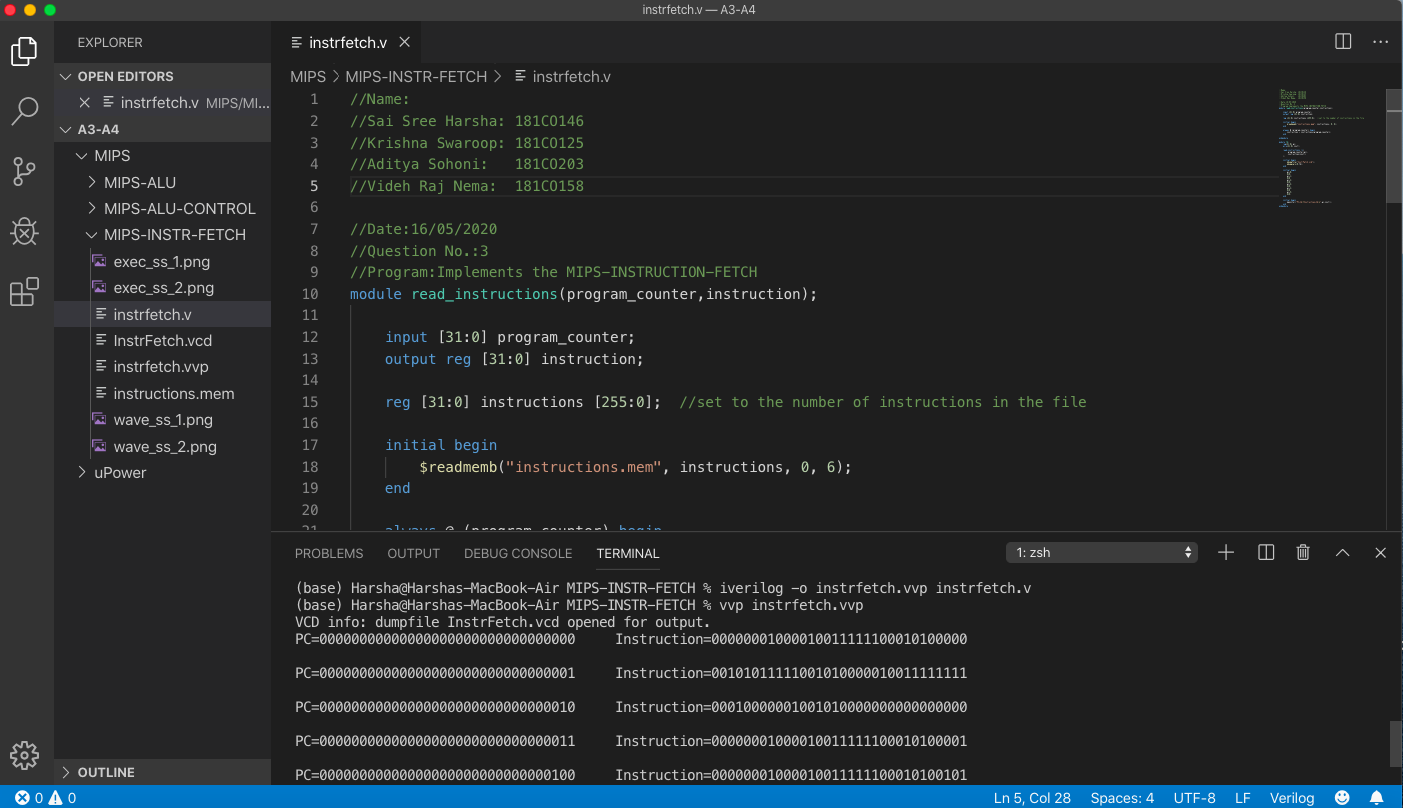 instrfetch.v — A3-A4
EXPLORER
OPEN EDITORS
instrfetch.v MIPS/MI...
A3-A4
MIPS
MIPS-ALU
MIPS-ALU-CONTROL
MIPS-INSTR-FETCH
exec_ss_1.png
exec_ss_2.png
instrfetch.v
InstrFetch.vcd
instrfetch.vvp
instructions.mem
wave_ss_1.png
wave_ss_2.png
uPower
OUTLINE
instrfetch.v
MIPS > MIPS-INSTR-FETCH > instrfetch.v
1 //Name:
2 //Sai Sree Harsha: 181CO146
3 //Krishna Swaroop: 181CO125
4 //Aditya Sohoni: 181CO203
5 //Videh Raj Nema: 181CO158
6
7 //Date:16/05/2020
8 //Question No.:3
9 //Program:Implements the MIPS-INSTRUCTION-FETCH
10 module read_instructions(program_counter,instruction);
11
12 input [31:0] program_counter;
13 output reg [31:0] instruction;
14
15 reg [31:0] instructions [255:0]; //set to the number of instructions in the file
16
17 initial begin
18 $readmemb("instructions.mem", instructions, 0, 6);
19 end
20
21 always @ (program_counter) begin
PROBLEMS OUTPUT DEBUG CONSOLE TERMINAL 1: zsh
(base) Harsha@Harshas-MacBook-Air MIPS-INSTR-FETCH % iverilog -o instrfetch.vvp instrfetch.v
(base) Harsha@Harshas-MacBook-Air MIPS-INSTR-FETCH % vvp instrfetch.vvp
VCD info: dumpfile InstrFetch.vcd opened for output.
PC=00000000000000000000000000000000 Instruction=00000001000010011111100010100000
PC=00000000000000000000000000000001 Instruction=00101011111001010000010011111111
PC=00000000000000000000000000000010 Instruction=00010000001001010000000000000000
PC=00000000000000000000000000000011 Instruction=00000001000010011111100010100001
PC=00000000000000000000000000000100 Instruction=00000001000010011111100010100101
0 0 Ln 5, Col 28 Spaces: 4 UTF-8 LF Verilog